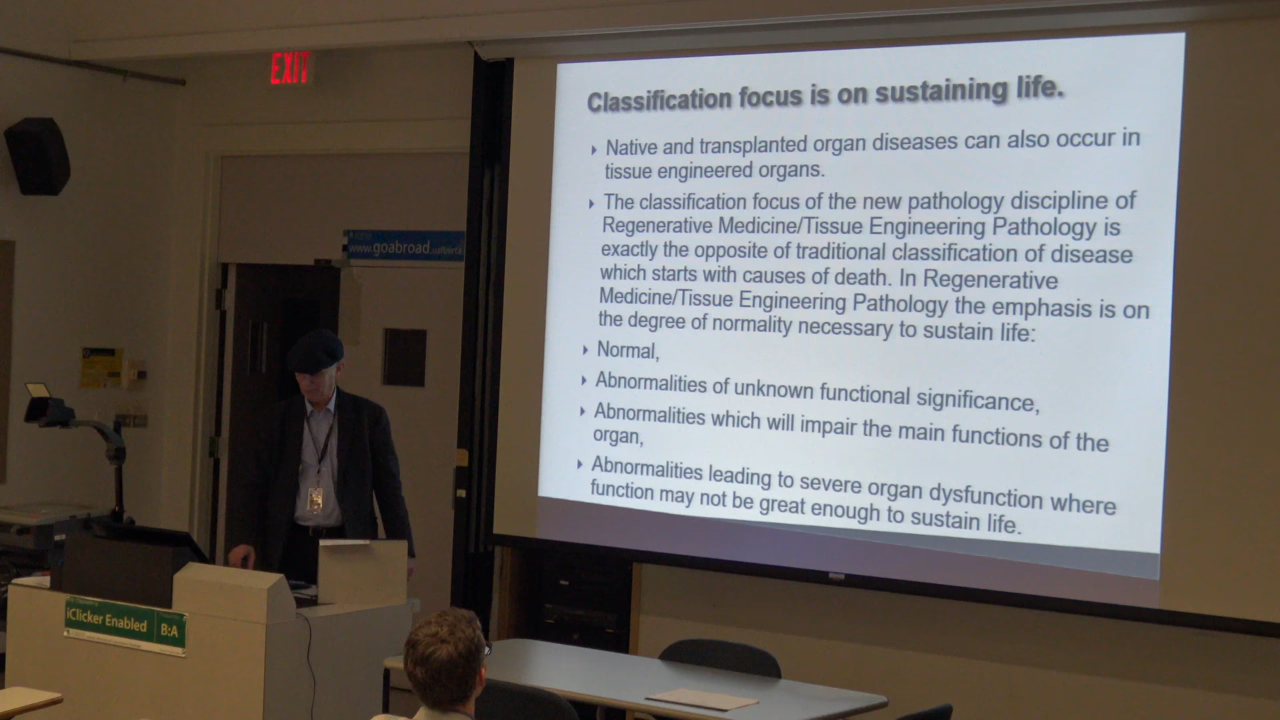 EXIT
Classification focus is on sustaining life.
Native and transplanted organ diseases can also occur in
tissue engineered organs.
The classification focus of the new pathology discipline of
Regenerative Medicine/Tissue Engineering Pathology is
exactly the opposite of traditional classification of disease
which starts with causes of death. In Regenerative
Medicine/Tissue Engineering Pathology the emphasis is on
the degree of normality necessary to sustain life:
Normal,
Abnormalities of unknown functional significance,
Abnormalities which will impair the main functions of the
organ,
Abnormalities leading to severe organ dysfunction where
function may not be great enough to sustain life.
www.goabroad.ualberta
iClicker Enabled
B:A